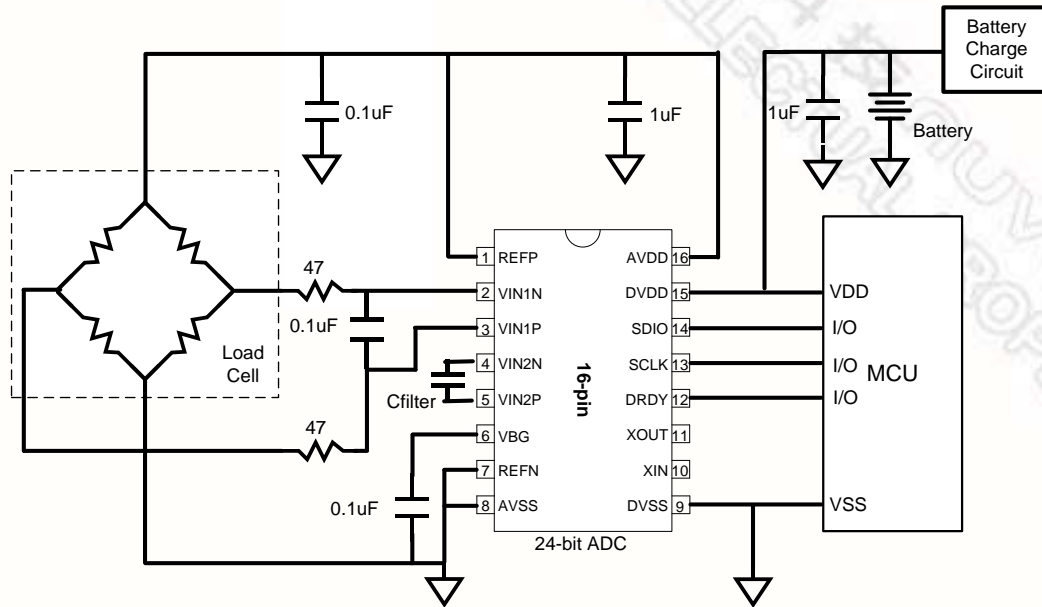 Battery
Charge
Circuit
0.1uF
1uF
1uF
Battery
Load
Cell
47
0.1uF
47
0.1uF
Cfilter
1 REFP
2 VIN1N
3 VIN1P
4 VIN2N
5 VIN2P
6 VBG
7 REFN
8 AVSS
16-pin
AVDD 16
DVDD 15
SDIO 14
SCLK 13
DRDY 12
XOUT 11
XIN 10
DVSS 9
24-bit ADC
VDD
I/O
I/O
I/O
MCU
VSS